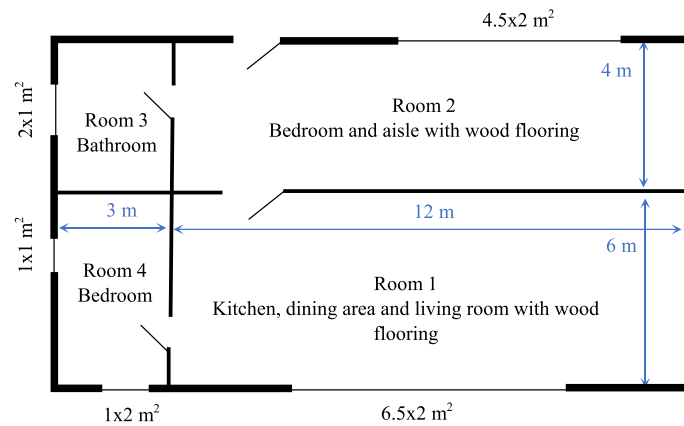 4.5x2 m²
4 m
2x1 m²
Room 3
Bathroom
Room 2
Bedroom and aisle with wood flooring
3 m
12 m
6 m
1x1 m²
Room 4
Bedroom
Room 1
Kitchen, dining area and living room with wood
flooring
1x2 m²
6.5x2 m²